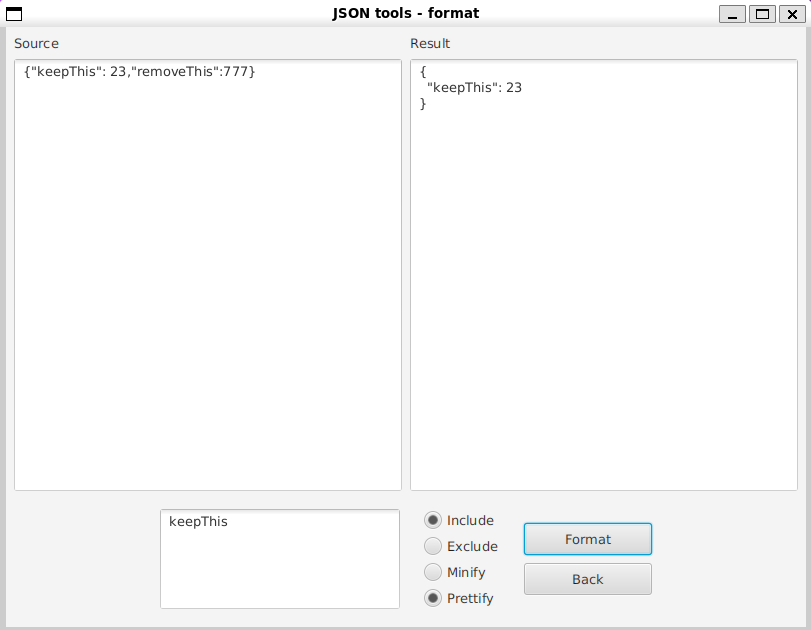 JSON tools - format
Source
Result
{"keepThis": 23,"removeThis":777}
{
  "keepThis": 23
}
keepThis
Include
Exclude
Minify
Prettify
Format
Back